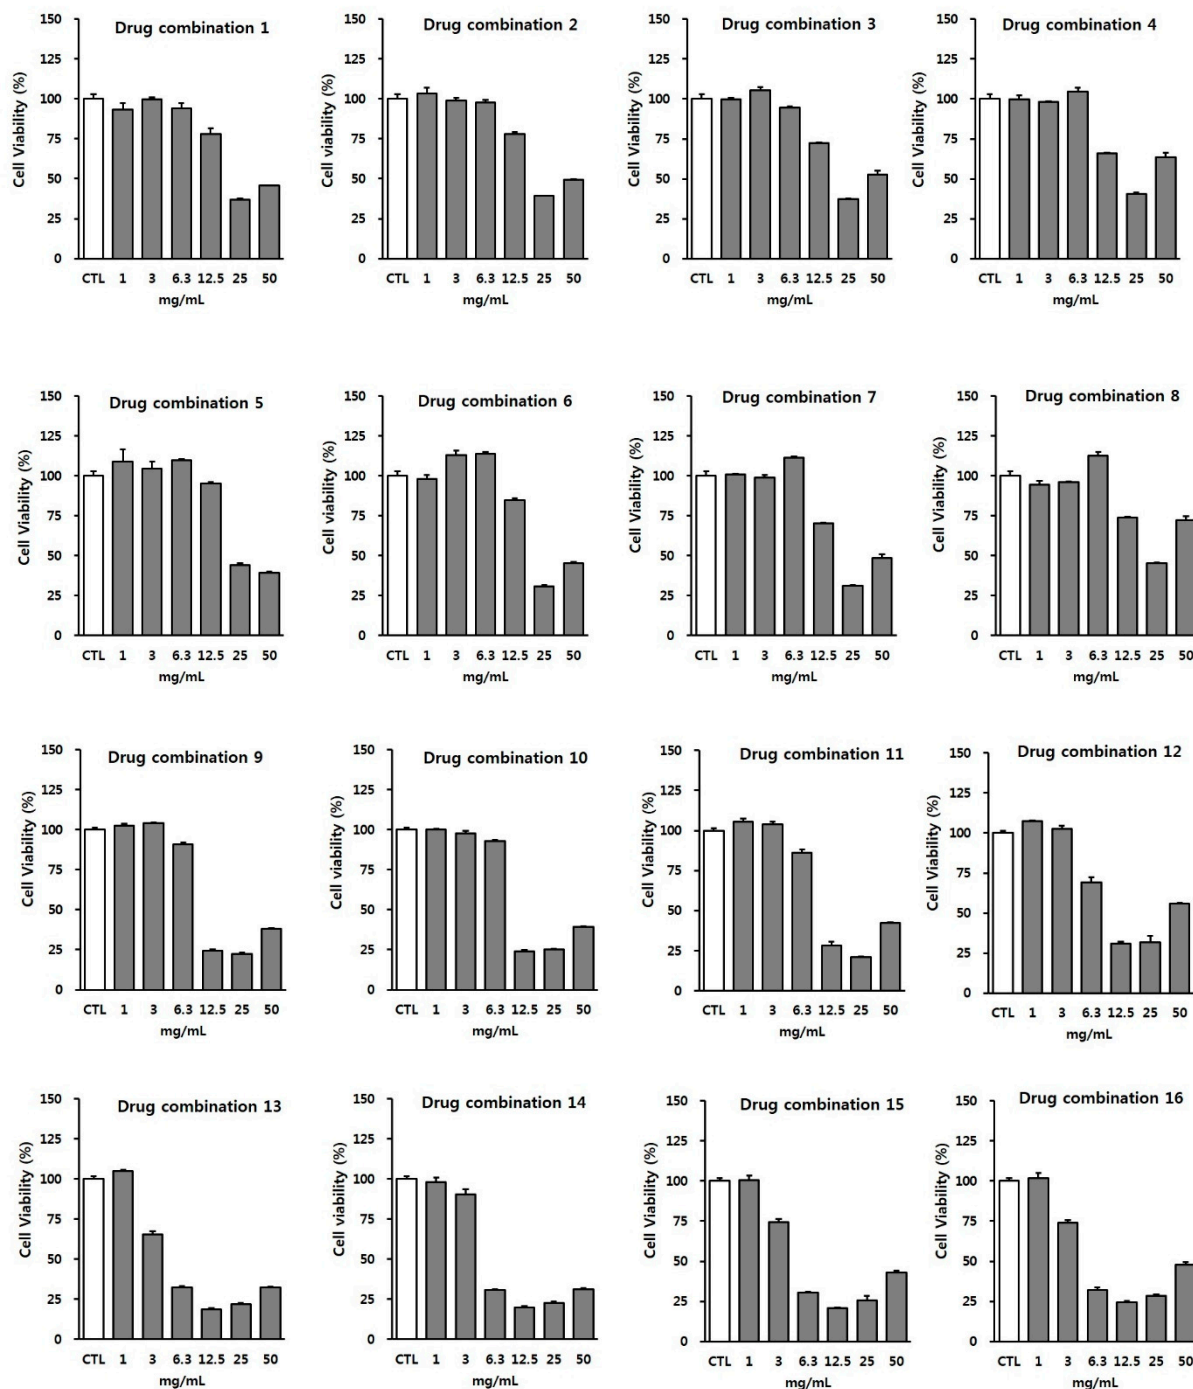 Drug combination 1
Cell Viability (%)
150
125
100
75
50
25
0
CTL 1 3 6.3 12.5 25 50
mg/mL
Drug combination 2
Cell viability (%)
150
125
100
75
50
25
0
CTL 1 3 6.3 12.5 25 50
mg/mL
Drug combination 3
Cell Viability (%)
150
125
100
75
50
25
0
CTL 1 3 6.3 12.5 25 50
mg/mL
Drug combination 4
Cell Viability (%)
150
125
100
75
50
25
0
CTL 1 3 6.3 12.5 25 50
mg/mL
Drug combination 5
Cell Viability (%)
150
125
100
75
50
25
0
CTL 1 3 6.3 12.5 25 50
mg/mL
Drug combination 6
Cell viability (%)
150
125
100
75
50
25
0
CTL 1 3 6.3 12.5 25 50
mg/mL
Drug combination 7
Cell Viability (%)
150
125
100
75
50
25
0
CTL 1 3 6.3 12.5 25 50
mg/mL
Drug combination 8
Cell Viability (%)
150
125
100
75
50
25
0
CTL 1 3 6.3 12.5 25 50
mg/mL
Drug combination 9
Cell Viability (%)
150
125
100
75
50
25
0
CTL 1 3 6.3 12.5 25 50
mg/mL
Drug combination 10
Cell viability (%)
150
125
100
75
50
25
0
CTL 1 3 6.3 12.5 25 50
mg/mL
Drug combination 11
Cell Viability (%)
150
125
100
75
50
25
0
CTL 1 3 6.3 12.5 25 50
mg/mL
Drug combination 12
Cell Viability (%)
150
125
100
75
50
25
0
CTL 1 3 6.3 12.5 25 50
mg/mL
Drug combination 13
Cell Viability (%)
150
125
100
75
50
25
0
CTL 1 3 6.3 12.5 25 50
mg/mL
Drug combination 14
Cell viability (%)
150
125
100
75
50
25
0
CTL 1 3 6.3 12.5 25 50
mg/mL
Drug combination 15
Cell Viability (%)
150
125
100
75
50
25
0
CTL 1 3 6.3 12.5 25 50
mg/mL
Drug combination 16
Cell Viability (%)
150
125
100
75
50
25
0
CTL 1 3 6.3 12.5 25 50
mg/mL